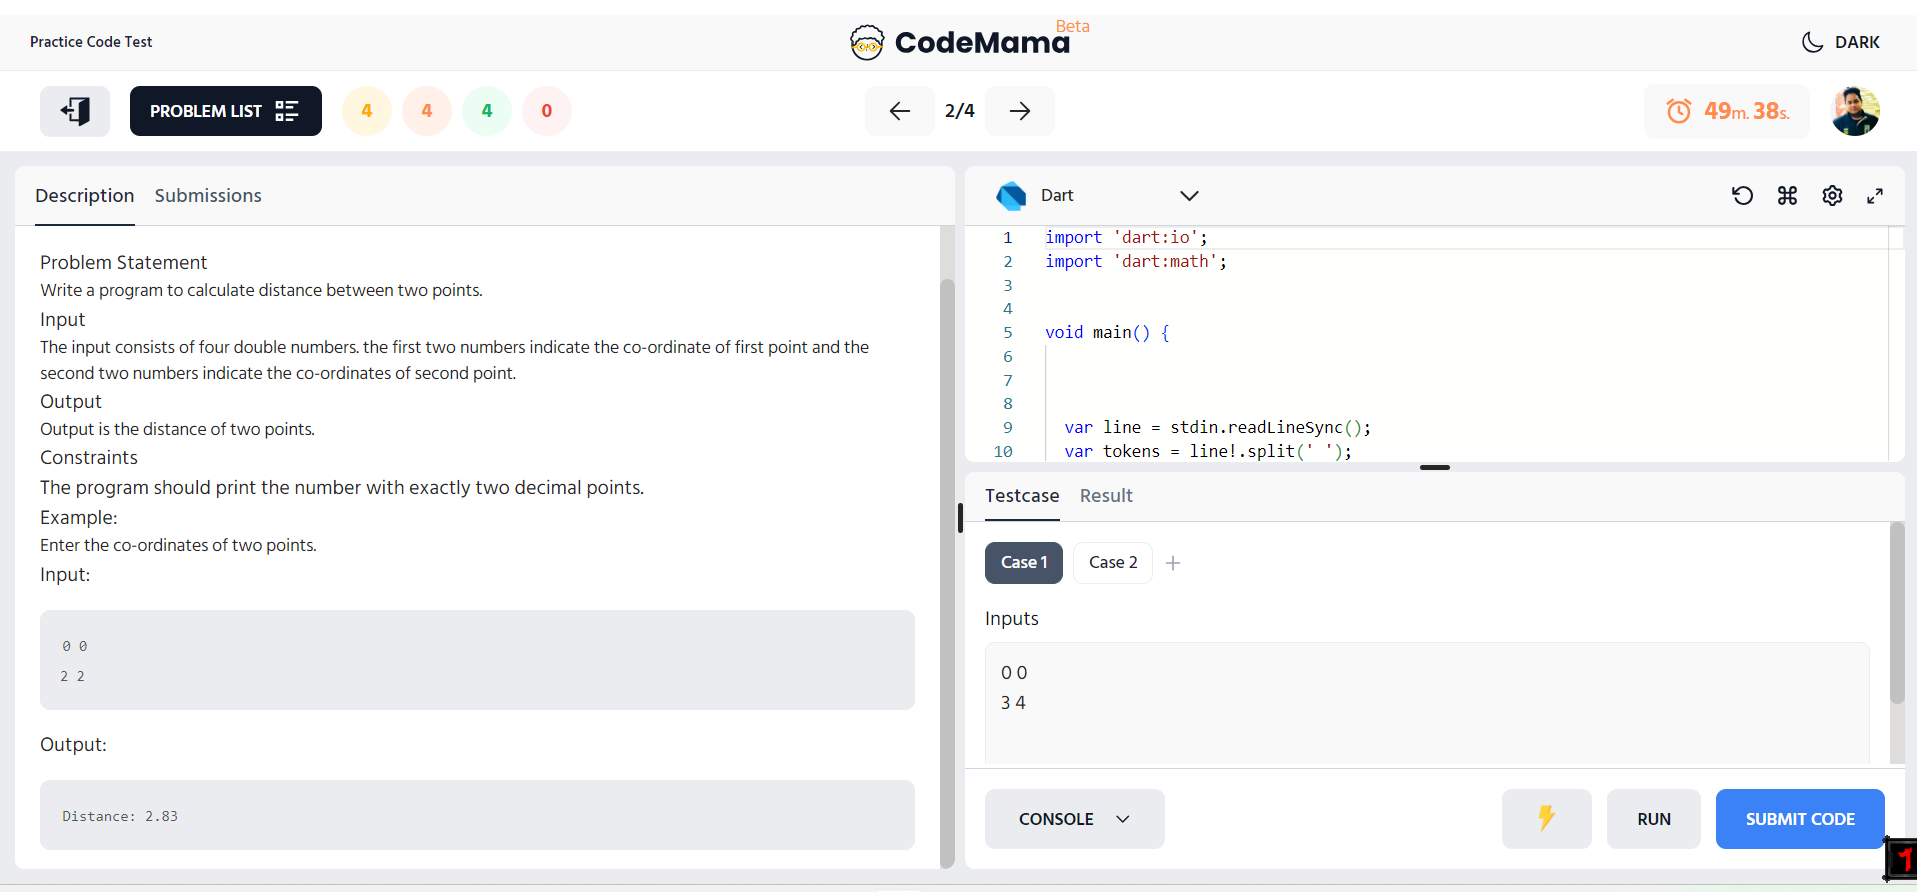 Practice Code Test
CodeMama
Beta
DARK
PROBLEM LIST
4
4
4
0
2/4
49m. 38s.
Description
Submissions
Problem Statement
Write a program to calculate distance between two points.
Input
The input consists of four double numbers. the first two numbers indicate the co-ordinate of first point and the
second two numbers indicate the co-ordinates of second point.
Output
Output is the distance of two points.
Constraints
The program should print the number with exactly two decimal points.
Example:
Enter the co-ordinates of two points.
Input:
0 0
2 2
Output:
Distance: 2.83
Dart
1 import 'dart:io';
2 import 'dart:math';
3
4
5 void main() {
6
7
8
9 var line = stdin.readLineSync();
10 var tokens = line!.split(' ');
Testcase
Result
Case 1
Case 2
Inputs
0 0
3 4
CONSOLE
RUN
SUBMIT CODE
1